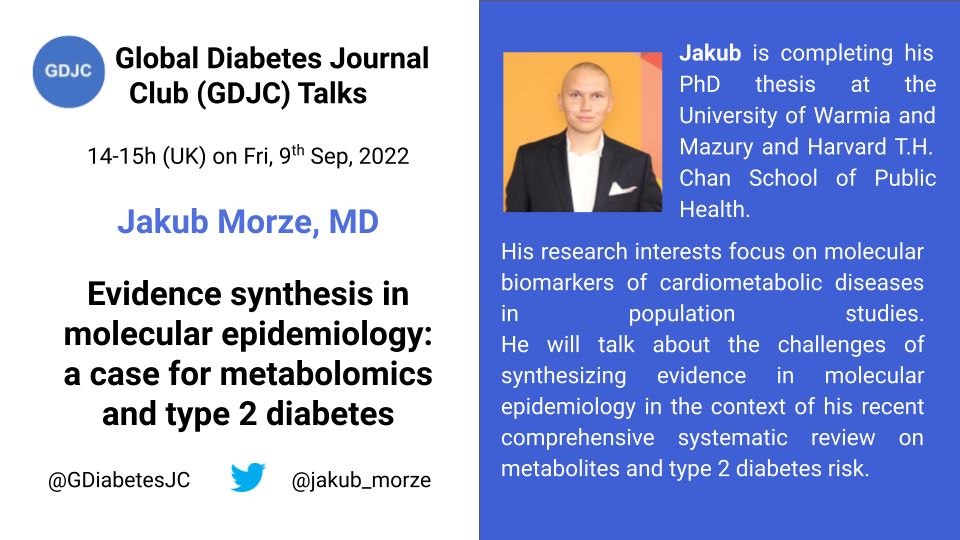 GDJC
Global Diabetes Journal
Club (GDJC) Talks
14-15h (UK) on Fri, 9th Sep, 2022
Jakub Morze, MD
Evidence synthesis in
molecular epidemiology:
a case for metabolomics
and type 2 diabetes
@GDiabetesJC
@jakub_morze
Jakub is completing his
PhD thesis at the
University of Warmia and
Mazury and Harvard T.H.
Chan School of Public
Health.
His research interests focus on molecular
biomarkers of cardiometabolic diseases
in population studies.
He will talk about the challenges of
synthesizing evidence in molecular
epidemiology in the context of his recent
comprehensive systematic review on
metabolites and type 2 diabetes risk.